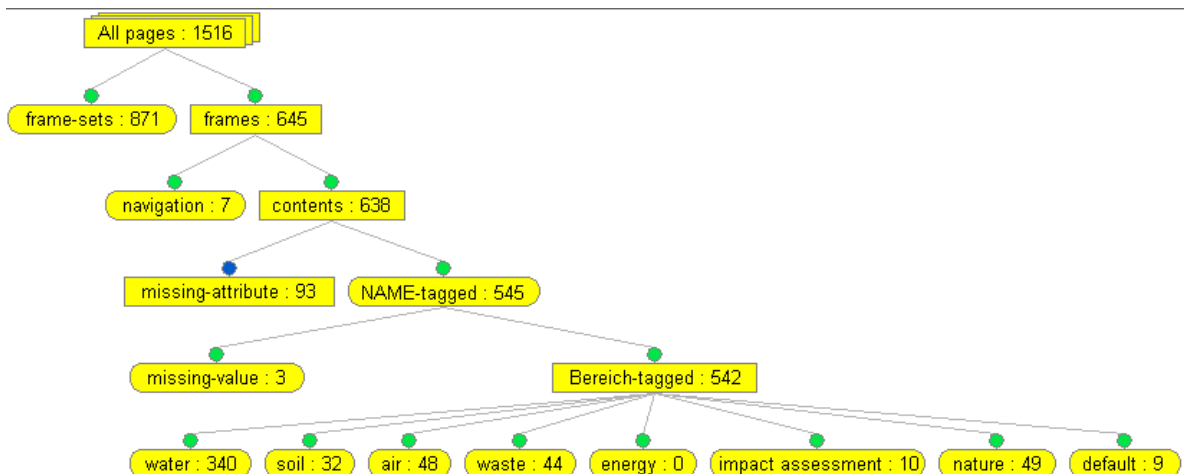 All pages : 1516
frame-sets : 871
frames : 645
navigation : 7
contents : 638
missing-attribute : 93
NAME-tagged : 545
missing-value : 3
Bereich-tagged : 542
water : 340
soil : 32
air : 48
waste : 44
energy : 0
impact assessment : 10
nature : 49
default : 9